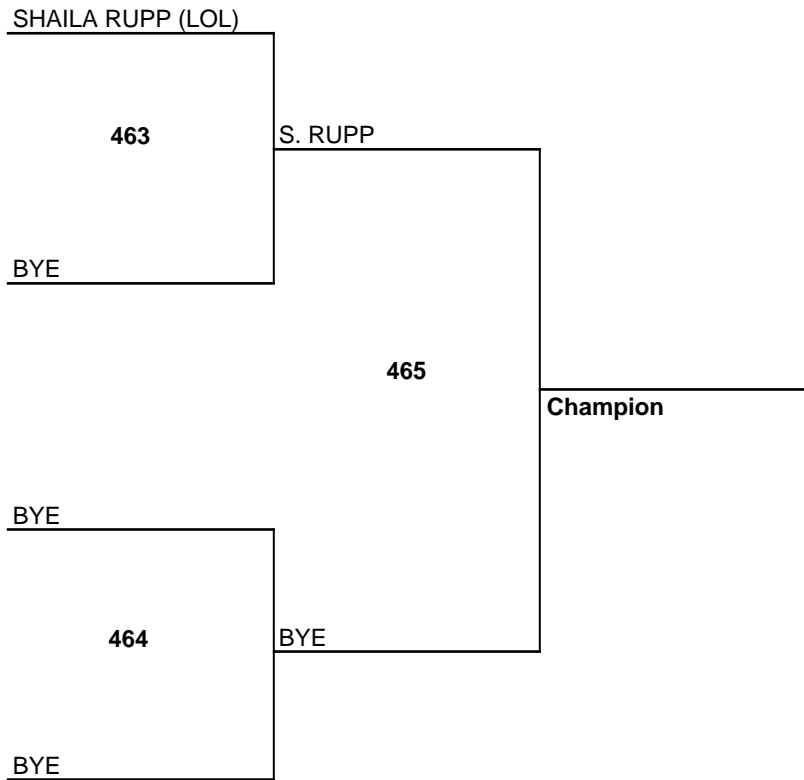 SHAILA RUPP (LOL)
463
S. RUPP
BYE
465
Champion
BYE
464
BYE
BYE